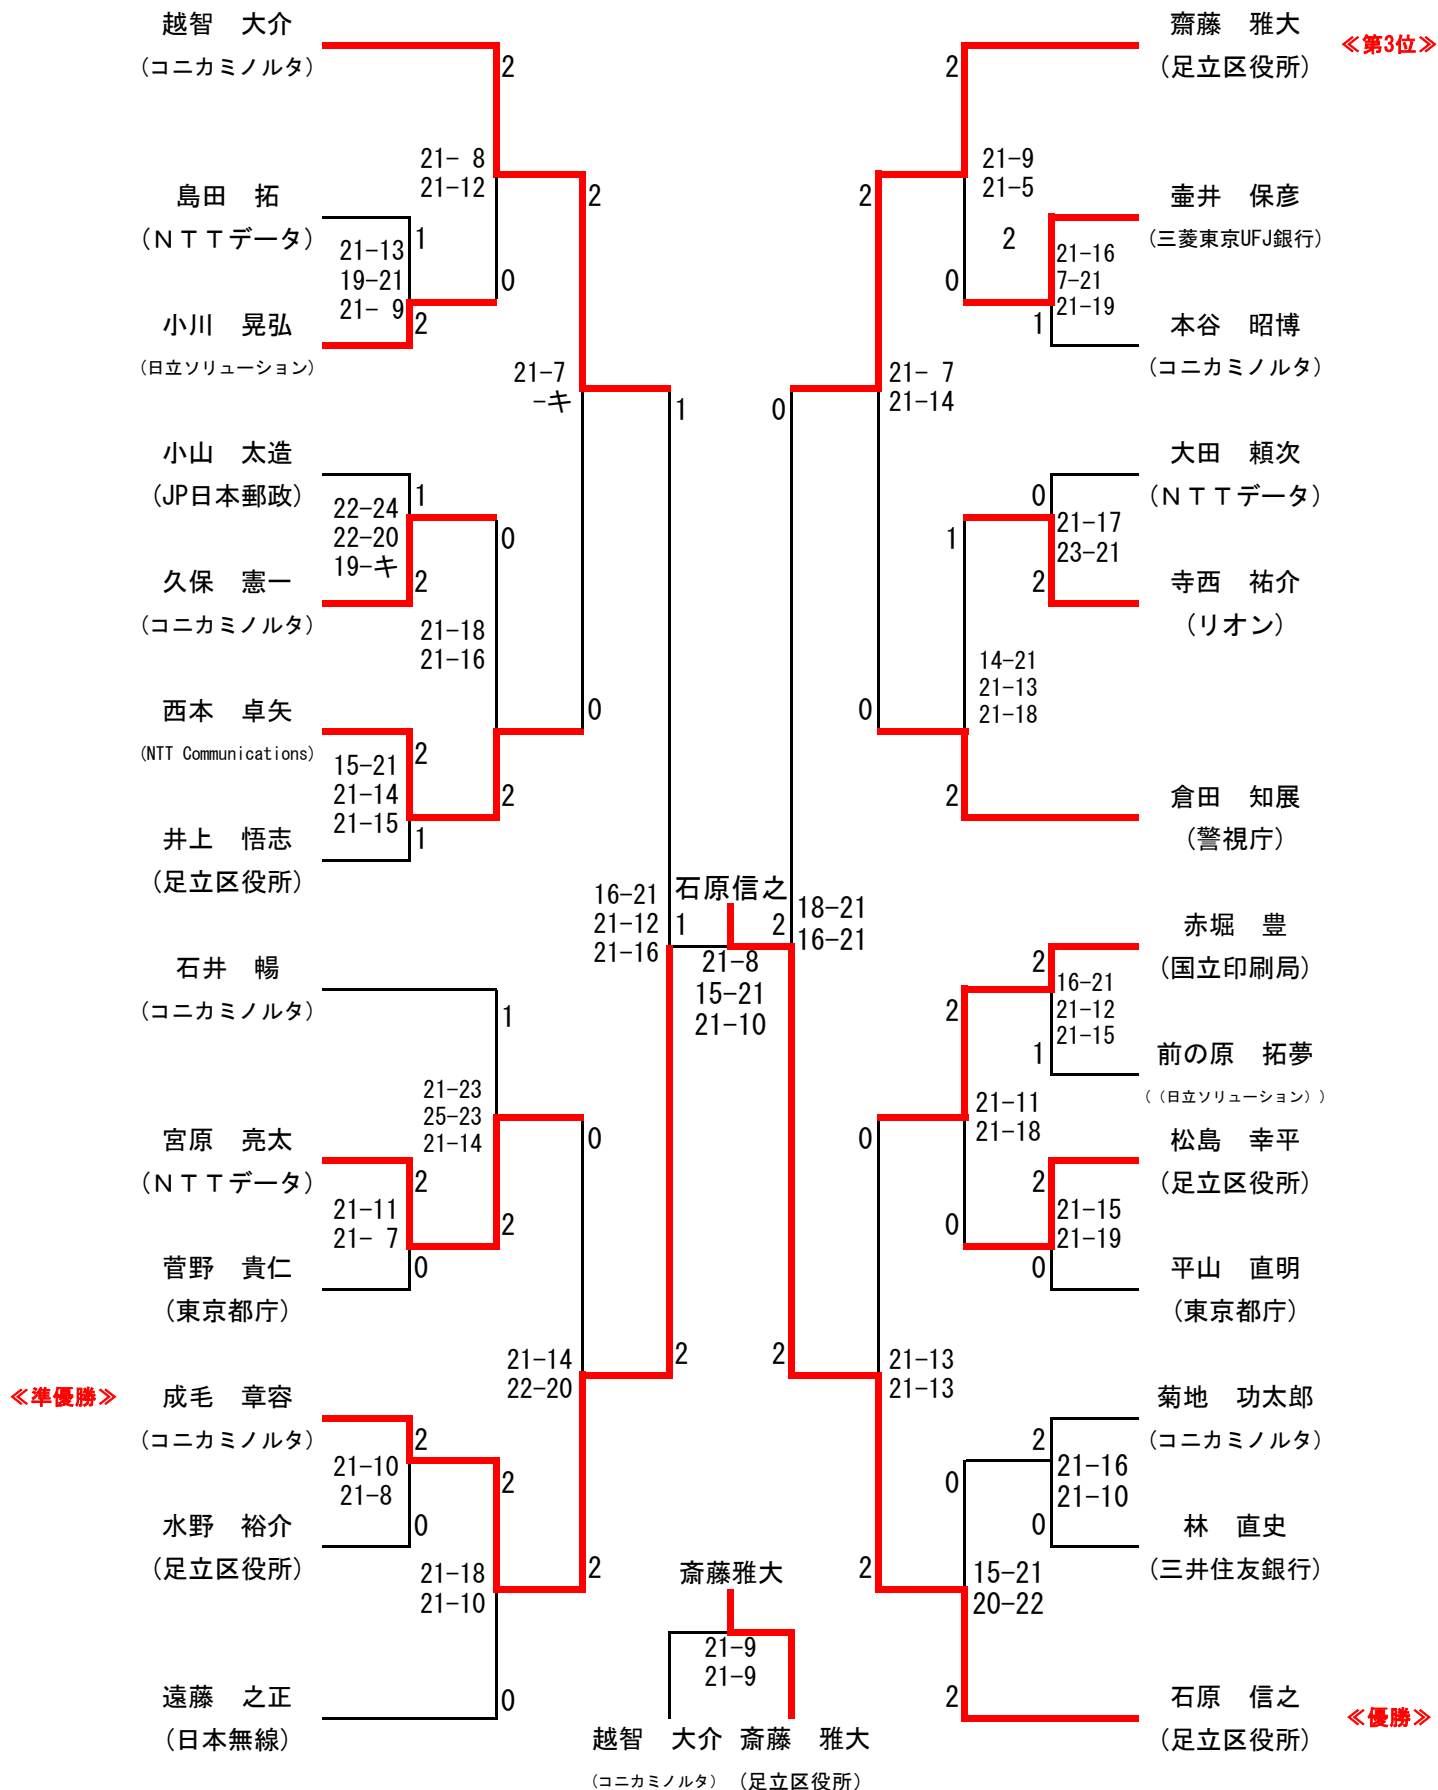 越智　大介
(コニカミノルタ)
2
21- 8
21-12
島田　拓
(ＮＴＴデータ)
1
21-13
19-21
21- 9
0
2
小川　晃弘
(日立ソリューション)
2
21-7
-キ
1
小山　太造
(JP日本郵政)
1
22-24
22-20
19-キ
0
久保　憲一
(コニカミノルタ)
2
21-18
21-16
西本　卓矢
(NTT Communications)
2
15-21
21-14
21-15
0
2
井上　悟志
(足立区役所)
1
16-21
21-12
21-16
1
石井　暢
(コニカミノルタ)
1
21-23
25-23
21-14
宮原　亮太
(ＮＴＴデータ)
2
21-11
21- 7
0
2
菅野　貴仁
(東京都庁)
0
21-14
22-20
2
≪準優勝≫
成毛　章容
(コニカミノルタ)
2
21-10
21-8
2
水野　裕介
(足立区役所)
0
21-18
21-10
2
遠藤　之正
(日本無線)
0
石原信之
21-8
15-21
21-10
斎藤雅大
21-9
21-9
越智　大介
(コニカミノルタ)
斎藤　雅大
(足立区役所)
齋藤　雅大
(足立区役所)
≪第3位≫
2
21-9
21-5
2
壷井　保彦
(三菱東京UFJ銀行)
2
21-16
7-21
21-19
0
1
本谷　昭博
(コニカミノルタ)
0
21- 7
21-14
大田　頼次
(ＮＴＴデータ)
0
21-17
23-21
1
2
寺西　祐介
(リオン)
14-21
21-13
21-18
0
2
倉田　知展
(警視庁)
2
18-21
16-21
赤堀　豊
(国立印刷局)
2
16-21
21-12
21-15
2
1
前の原　拓夢
((日立ソリューション))
21-11
21-18
0
松島　幸平
(足立区役所)
2
21-15
21-19
0
0
平山　直明
(東京都庁)
2
21-13
21-13
菊地　功太郎
(コニカミノルタ)
2
21-16
21-10
0
0
林　直史
(三井住友銀行)
2
15-21
20-22
2
石原　信之
(足立区役所)
≪優勝≫